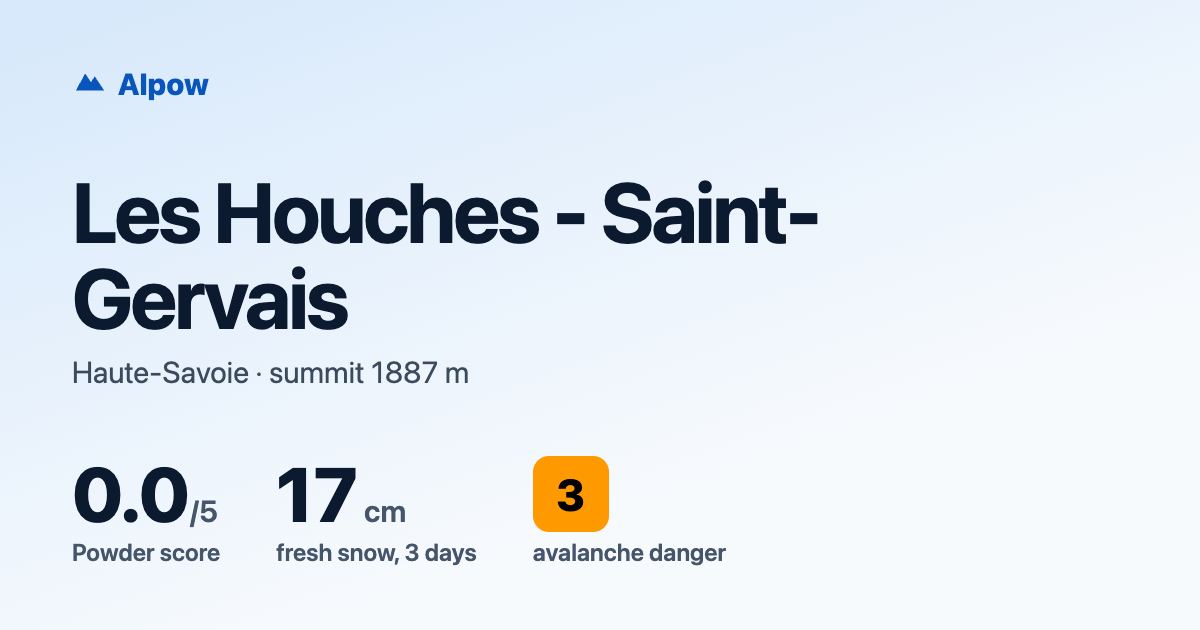 Alpow
Les Houches - Saint-
Gervais
Haute-Savoie · summit 1887 m
0.0/5
Powder score
17 cm
fresh snow, 3 days
3
avalanche danger